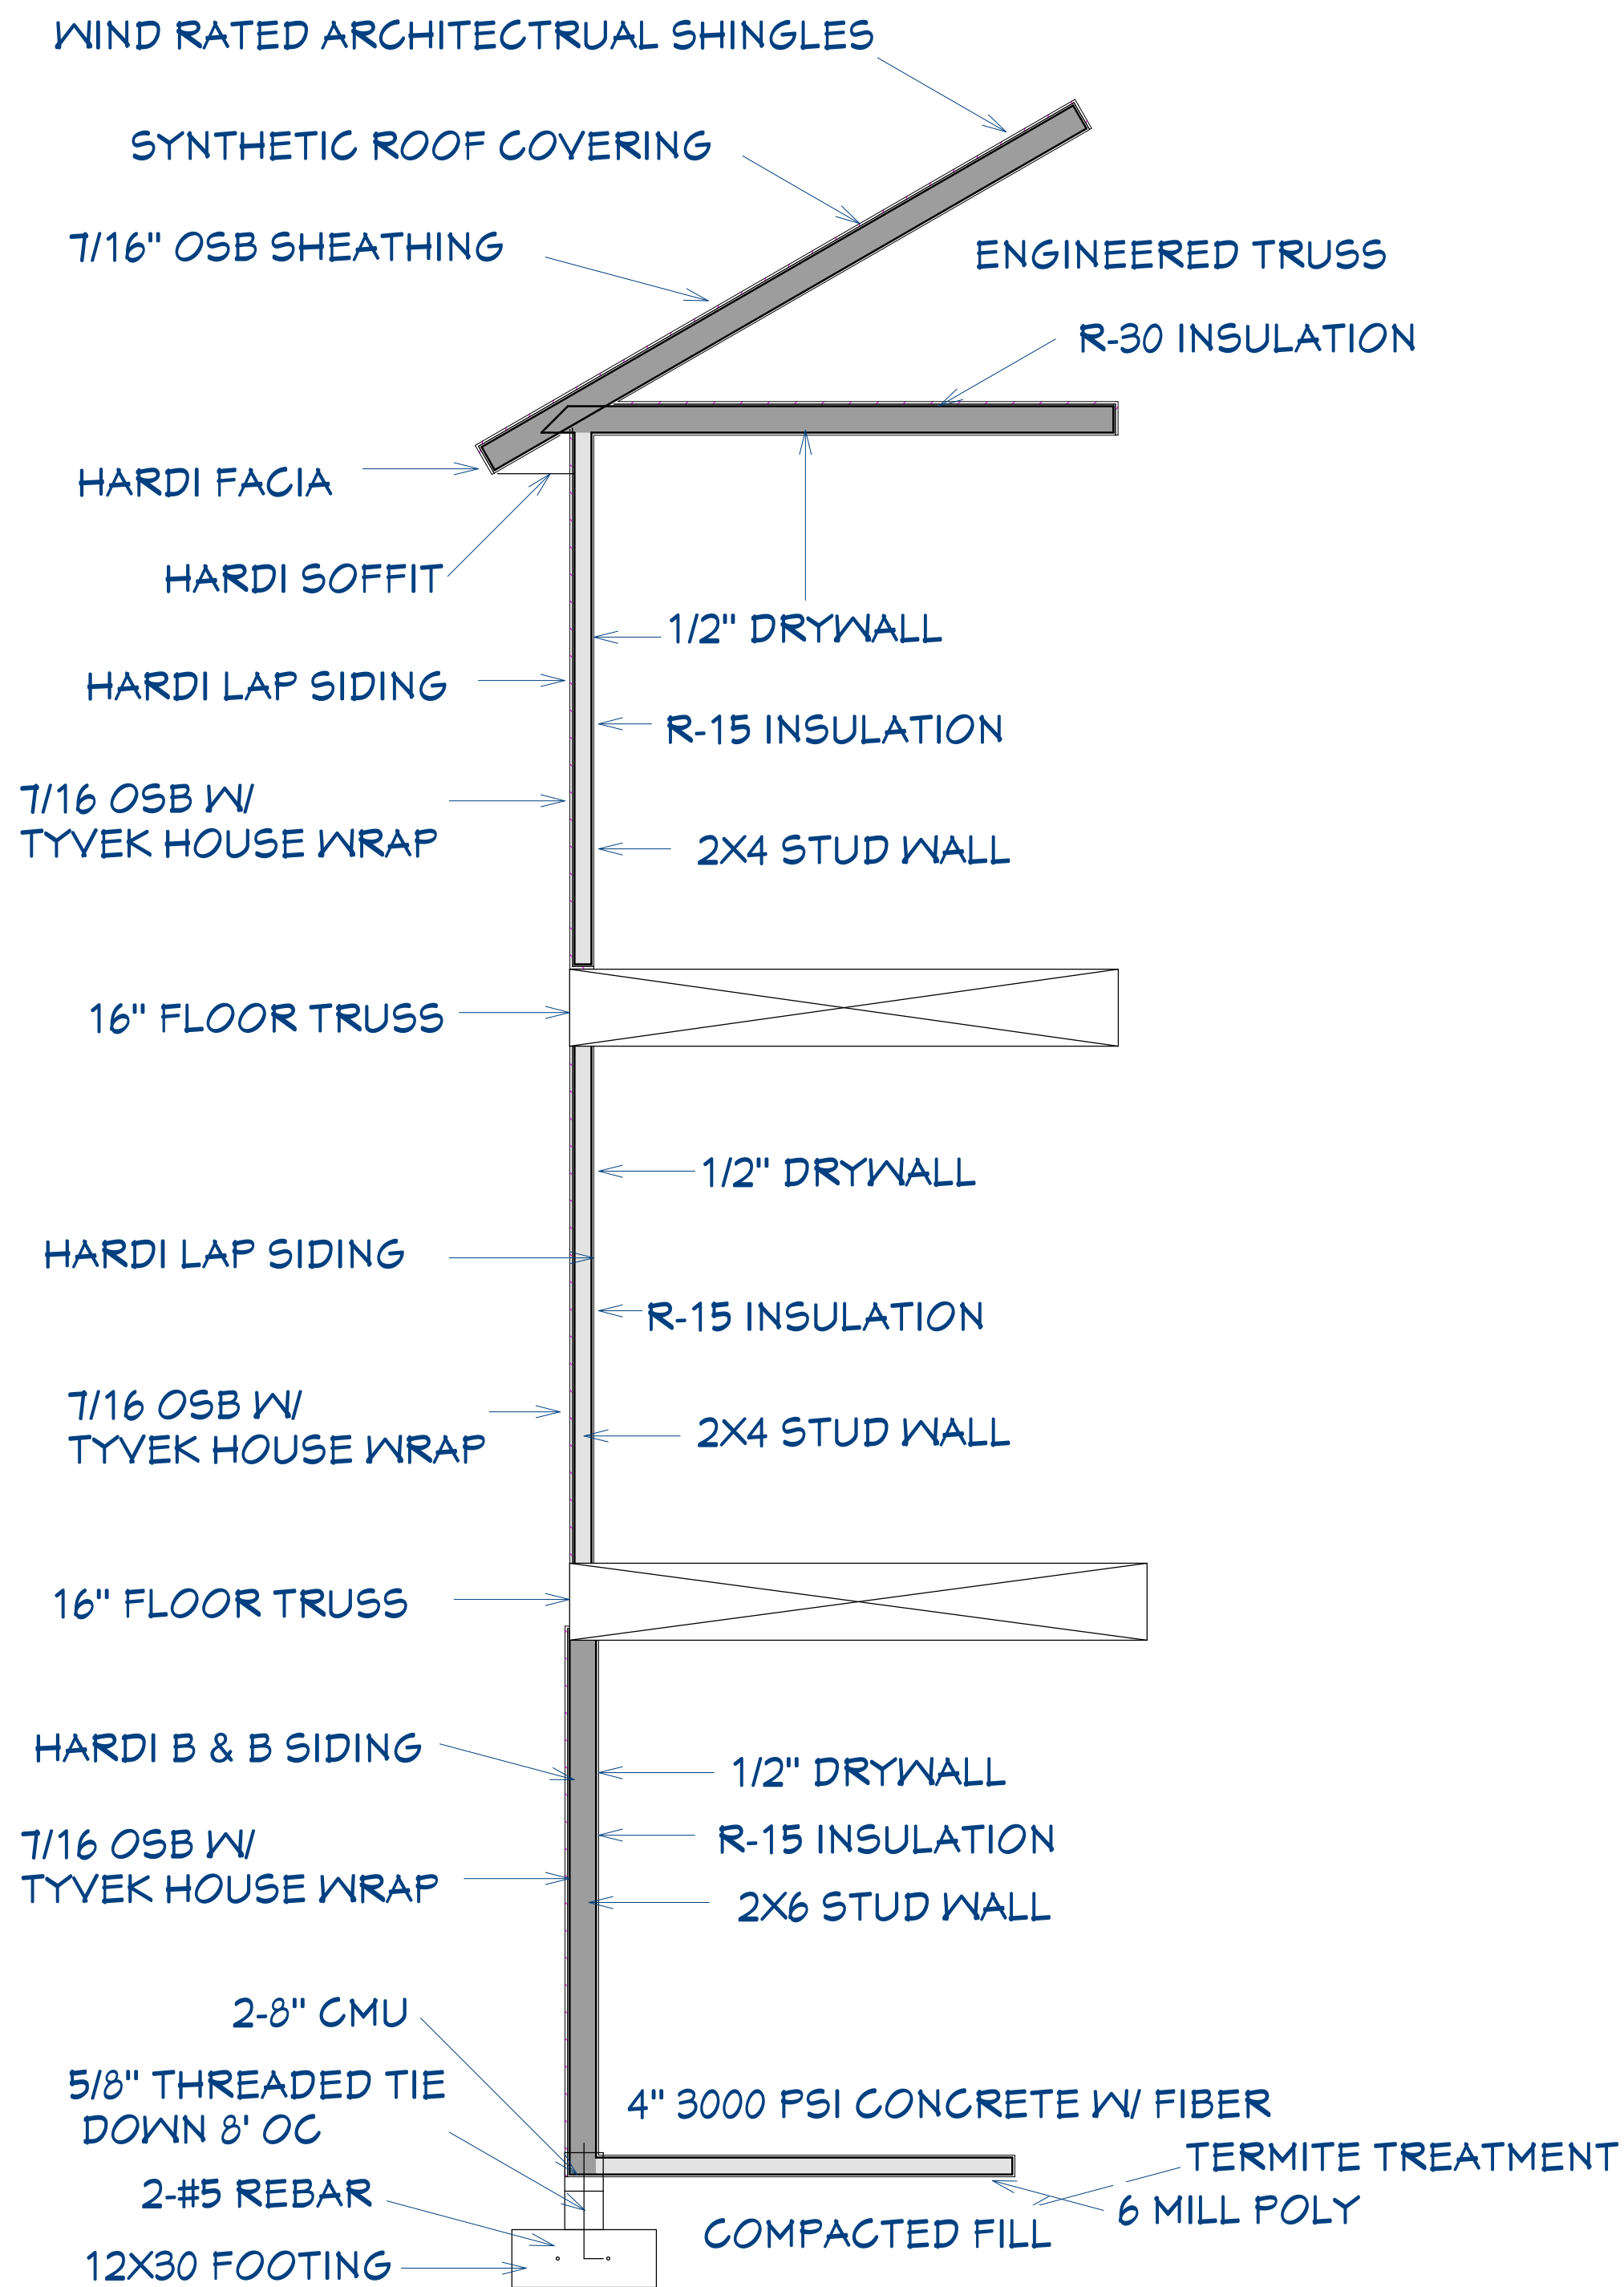 WIND RATED ARCHITECTRUAL SHINGLES
SYNTHETIC ROOF COVERING
7/16" OSB SHEATHING
ENGINEERED TRUSS
R-30 INSULATION
HARDI FACIA
HARDI SOFFIT
1/2" DRYWALL
HARDI LAP SIDING
R-15 INSULATION
7/16 OSB W/
TYVEK HOUSE WRAP
2X4 STUD WALL
16" FLOOR TRUSS
1/2" DRYWALL
HARDI LAP SIDING
R-15 INSULATION
7/16 OSB W/
TYVEK HOUSE WRAP
2X4 STUD WALL
16" FLOOR TRUSS
HARDI B & B SIDING
1/2" DRYWALL
7/16 OSB W/
TYVEK HOUSE WRAP
R-15 INSULATION
2X6 STUD WALL
2-8" CMU
5/8" THREADED TIE
DOWN 8' OC
4" 3000 PSI CONCRETE W/ FIBER
TERMITE TREATMENT
2-#5 REBAR
6 MILL POLY
COMPACTED FILL
12X30 FOOTING